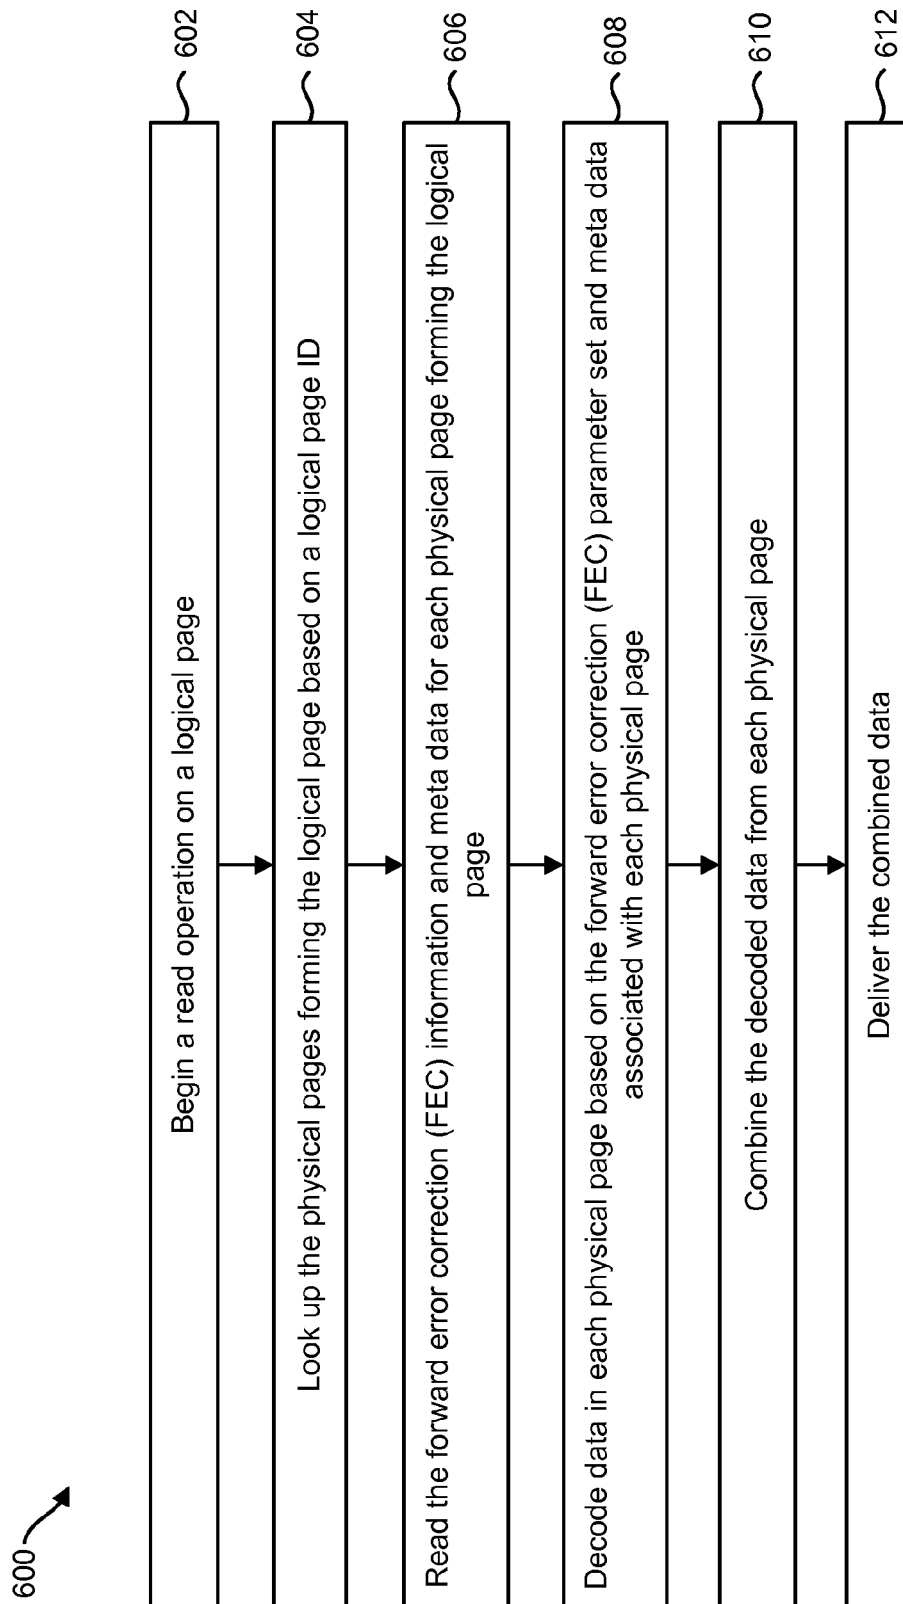 600
Begin a read operation on a logical page
602
Look up the physical pages forming the logical page based on a logical page ID
604
Read the forward error correction (FEC) information and meta data for each physical page forming the logical
page
606
Decode data in each physical page based on the forward error correction (FEC) parameter set and meta data
associated with each physical page
608
Combine the decoded data from each physical page
610
Deliver the combined data
612